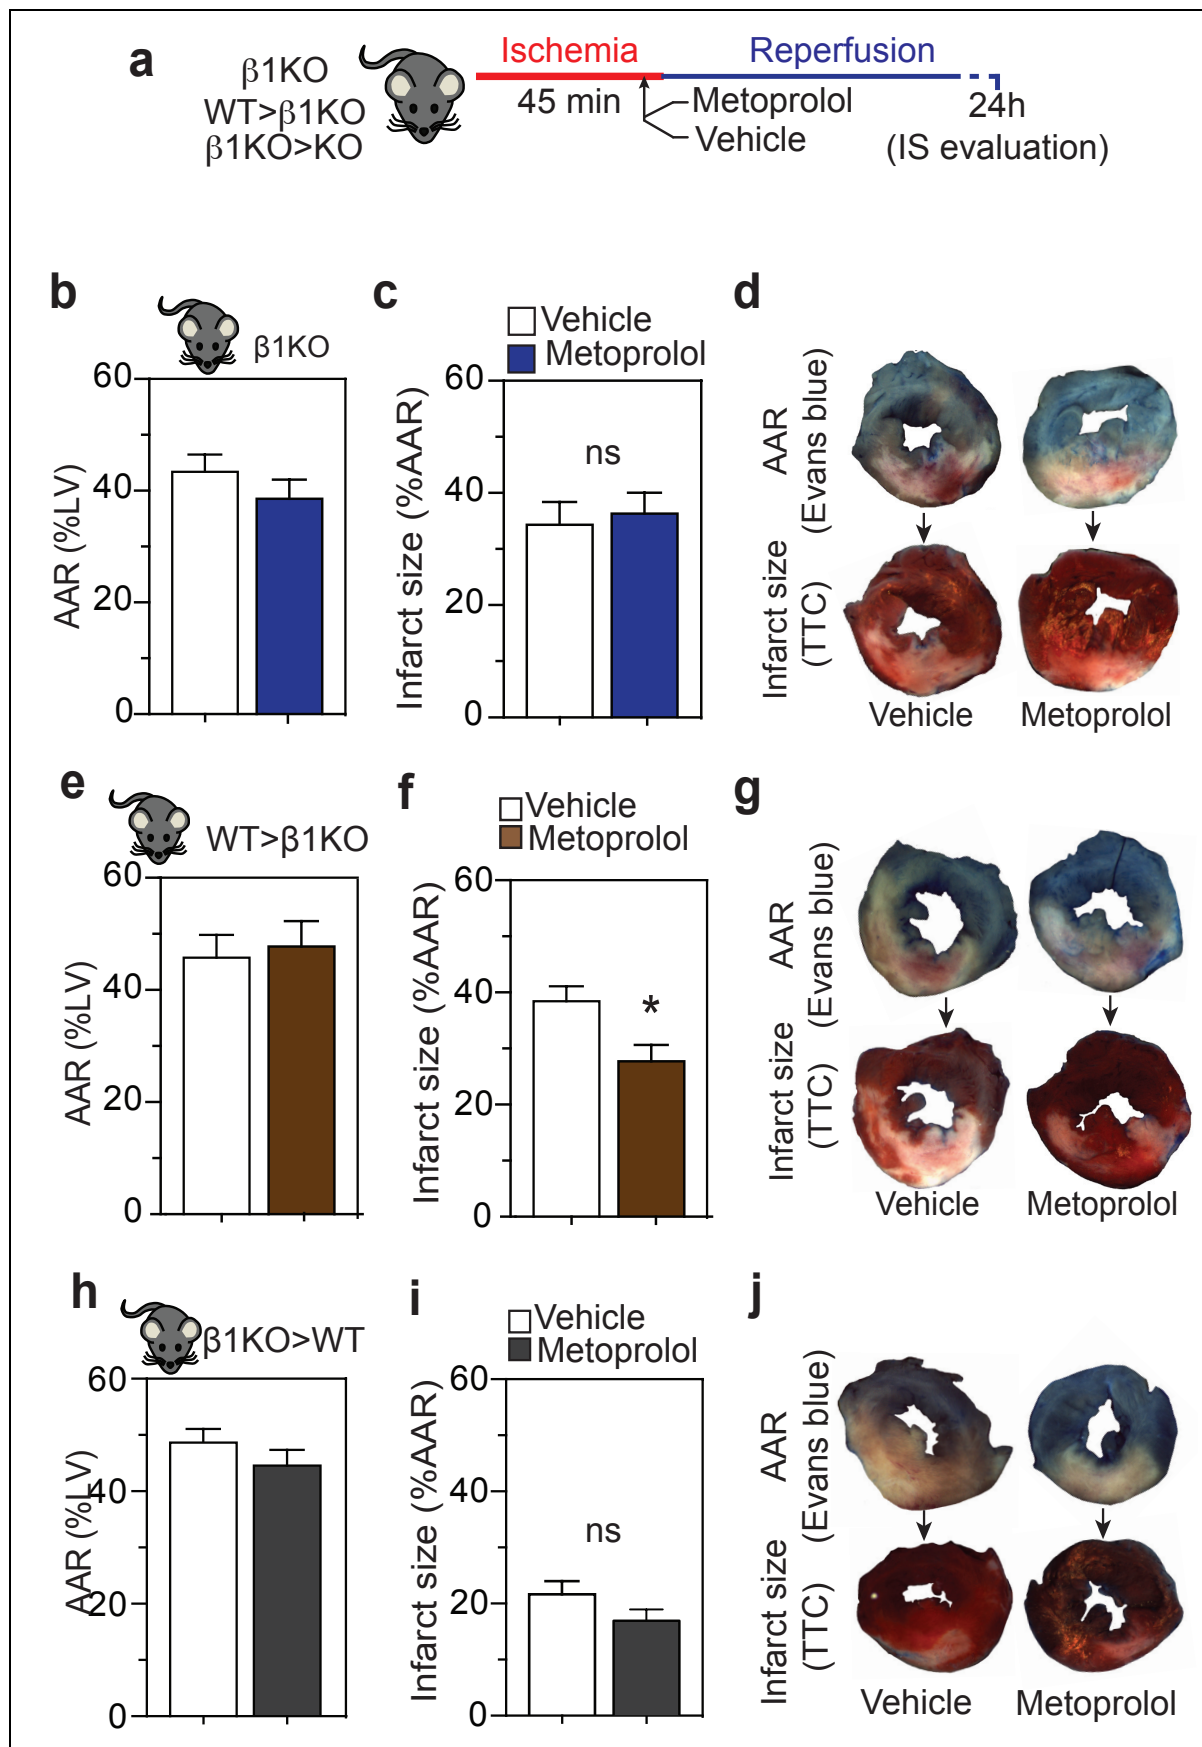 a
β1KO
WT>β1KO
β1KO>KO
Ischemia
Reperfusion
45 min
Metoprolol
Vehicle
24h
(IS evaluation)
b
β1KO
AAR (%LV)
60
40
20
0
c
Vehicle
Metoprolol
Infarct size (%AAR)
60
40
20
0
ns
d
AAR
(Evans blue)
Infarct size
(TTC)
Vehicle
Metoprolol
e
WT>β1KO
AAR (%LV)
60
40
20
0
f
Vehicle
Metoprolol
Infarct size (%AAR)
60
40
20
0
*
g
AAR
(Evans blue)
Infarct size
(TTC)
Vehicle
Metoprolol
h
β1KO>WT
AAR (%LV)
60
40
20
0
i
Vehicle
Metoprolol
Infarct size (%AAR)
60
40
20
0
ns
j
AAR
(Evans blue)
Infarct size
(TTC)
Vehicle
Metoprolol